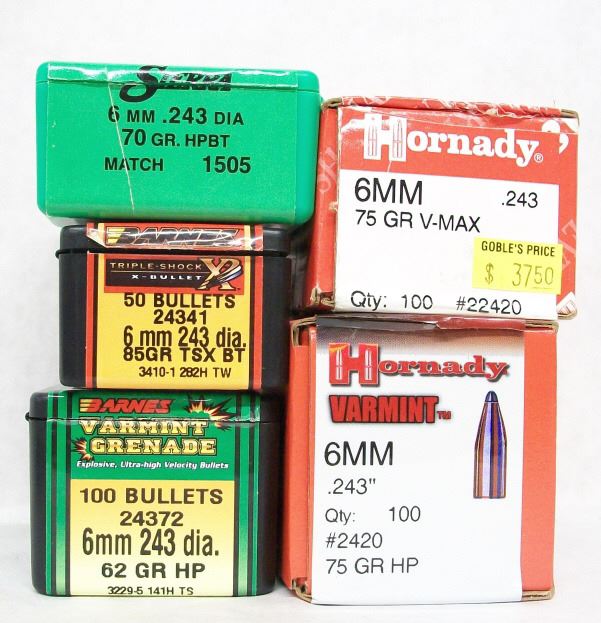 SIERRA
6 MM .243 DIA
70 GR. HPBT
MATCH 1505
BARNES
TRIPLE-SHOCK X
X-BULLET
50 BULLETS
24341
6 mm 243 dia.
85GR TSX BT
3410-1 282H TW
BARNES
VARMINT
GRENADE
Explosive, Ultra-high Velocity Bullets
100 BULLETS
24372
6mm 243 dia.
62 GR HP
3229-5 141H TS
Hornady®
6MM .243
75 GR V-MAX
GOBLE'S PRICE
$ 3750
Qty: 100 #22420
Hornady
VARMINT™
6MM
.243"
Qty: 100
#2420
75 GR HP